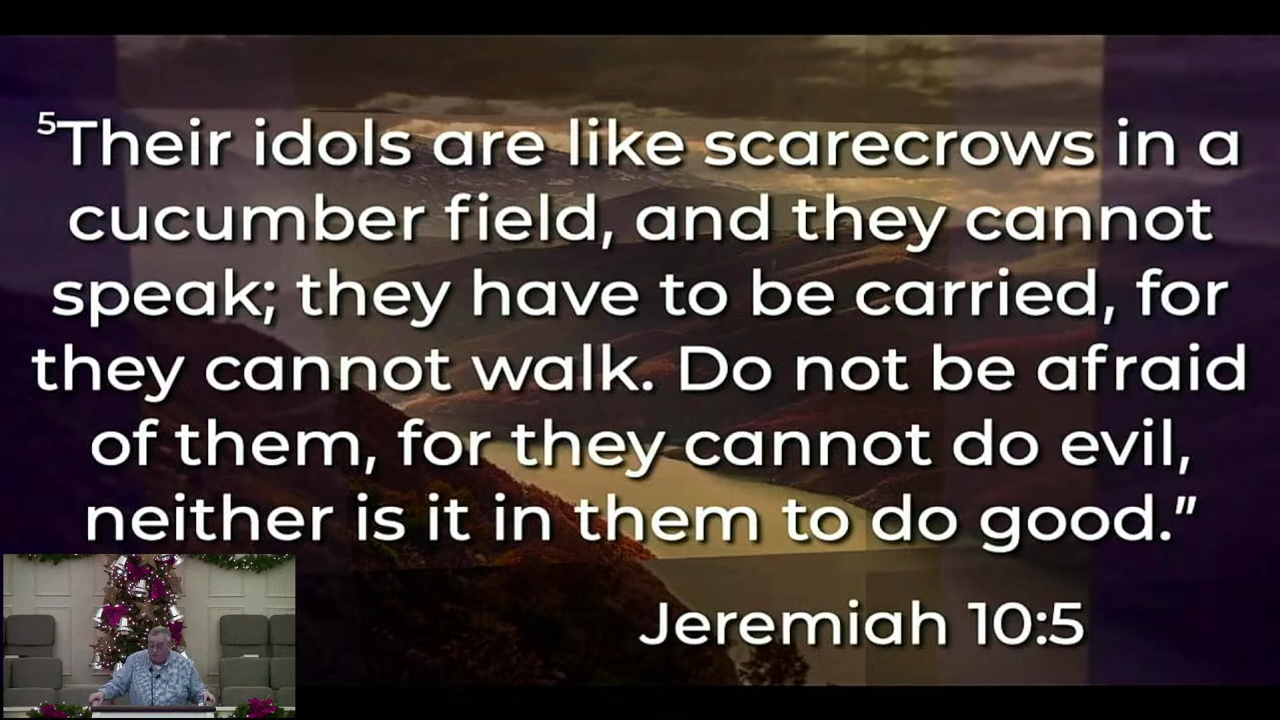 5Their idols are like scarecrows in a
cucumber field, and they cannot
speak; they have to be carried, for
they cannot walk. Do not be afraid
of them, for they cannot do evil,
neither is it in them to do good.”
Jeremiah 10:5